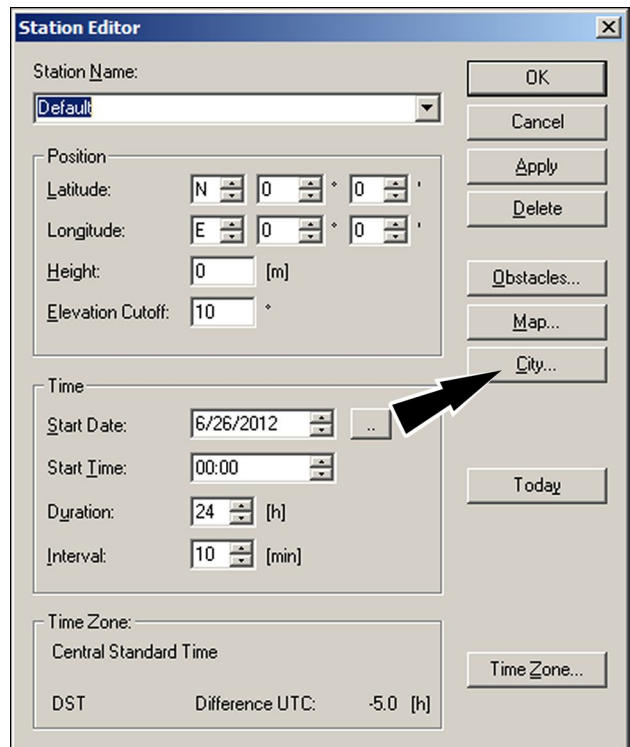 Station Editor
Station Name:
Default
OK
Cancel
Apply
Delete
Position
Latitude: N 0 ° 0 '
Longitude: E 0 ° 0 '
Height: 0 [m]
Elevation Cutoff: 10 °
Obstacles...
Map...
City...
Time
Start Date: 6/26/2012 ..
Start Time: 00:00
Duration: 24 [h]
Interval: 10 [min]
Today
Time Zone:
Central Standard Time
DST Difference UTC: -5.0 [h]
Time Zone...